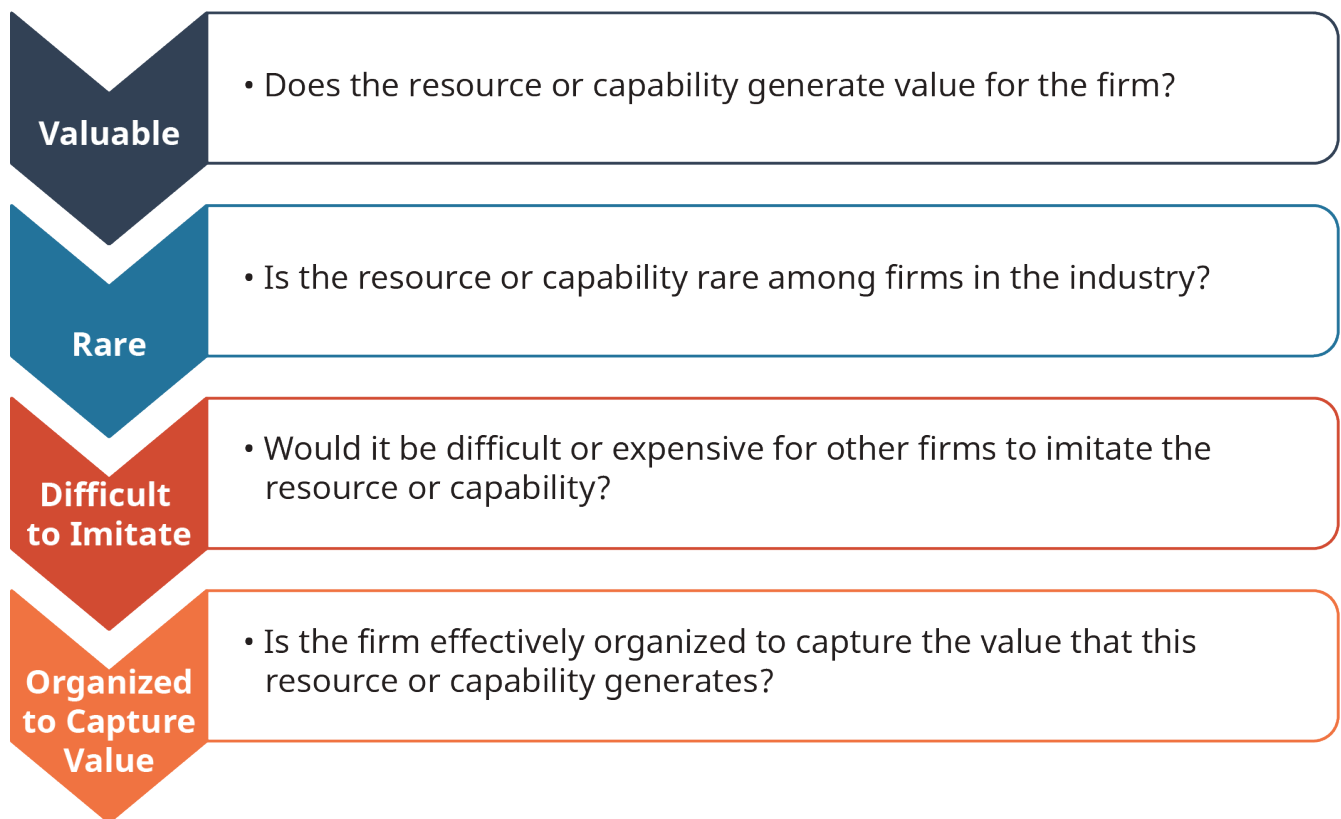 Valuable
• Does the resource or capability generate value for the firm?
Rare
• Is the resource or capability rare among firms in the industry?
Difficult
to Imitate
• Would it be difficult or expensive for other firms to imitate the
resource or capability?
Organized
to Capture
Value
• Is the firm effectively organized to capture the value that this
resource or capability generates?